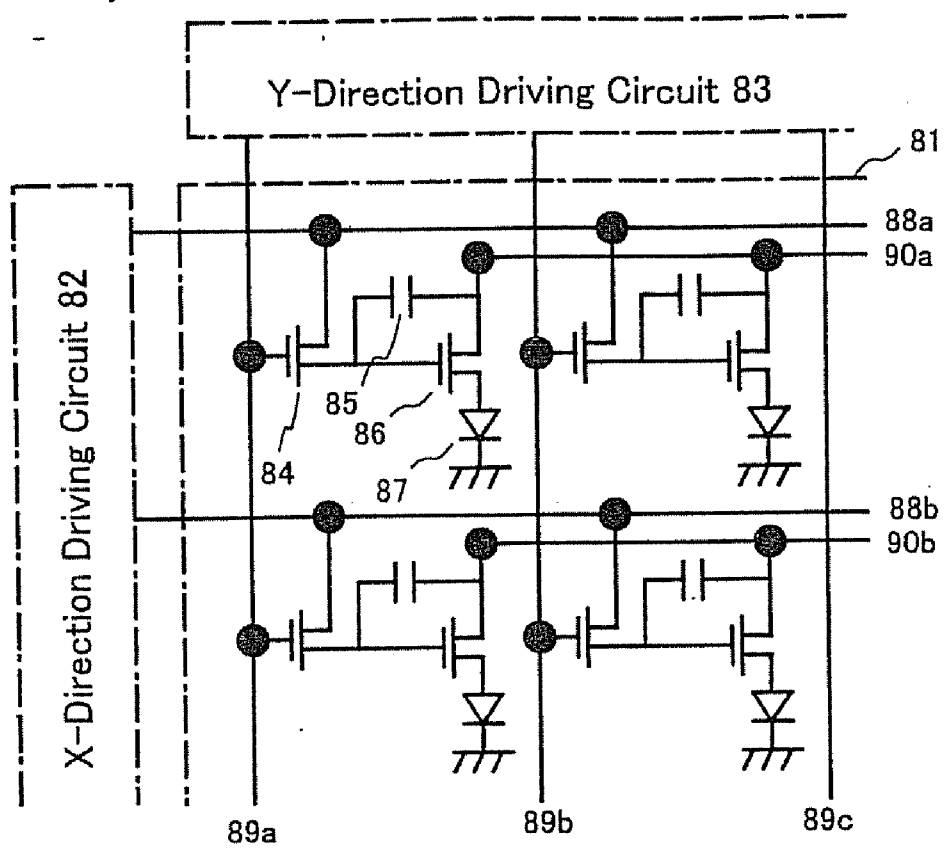 Y-Direction Driving Circuit 83
81
88a
90a
X-Direction Driving Circuit 82
85
86
84
87
88b
90b
89a
89b
89c